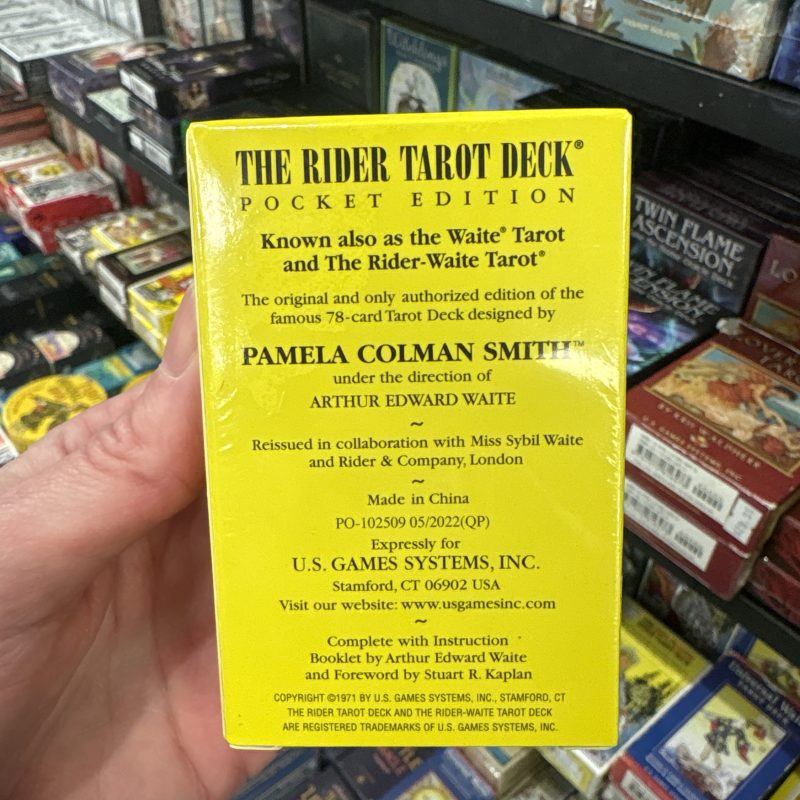 THE RIDER TAROT DECK®
POCKET EDITION
Known also as the Waite® Tarot
and The Rider-Waite Tarot®
The original and only authorized edition of the
famous 78-card Tarot Deck designed by
PAMELA COLMAN SMITH™
under the direction of
ARTHUR EDWARD WAITE
~
Reissued in collaboration with Miss Sybil Waite
and Rider & Company, London
~
Made in China
PO-102509 05/2022(QP)
Expressly for
U.S. GAMES SYSTEMS, INC.
Stamford, CT 06902 USA
Visit our website: www.usgamesinc.com
~
Complete with Instruction
Booklet by Arthur Edward Waite
and Foreword by Stuart R. Kaplan
COPYRIGHT ©1971 BY U.S. GAMES SYSTEMS, INC., STAMFORD, CT
THE RIDER TAROT DECK AND THE RIDER-WAITE TAROT DECK
ARE REGISTERED TRADEMARKS OF U.S. GAMES SYSTEMS, INC.
TWIN FLAME
ASCENSION
U.S. GAMES SYSTEMS, INC.